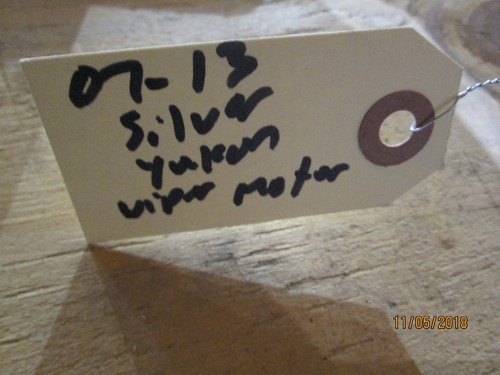 07-13
Silver
Yukon
wiper Motor
11/05/2018